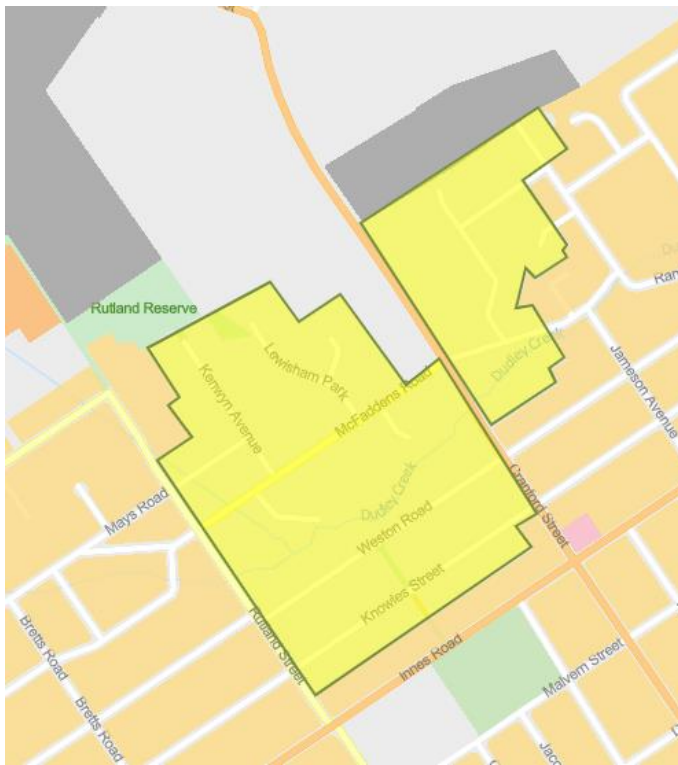 Rutland Reserve
Lewisham Park
Kenwyn Avenue
McFaddens Road
Dudley Creek
Jameson Avenue
Mays Road
Dudley Creek
Weston Road
Cranford Street
Knowles Street
Rutland Street
Innes Road
Malvern Street
Bretts Road
Bretts Road